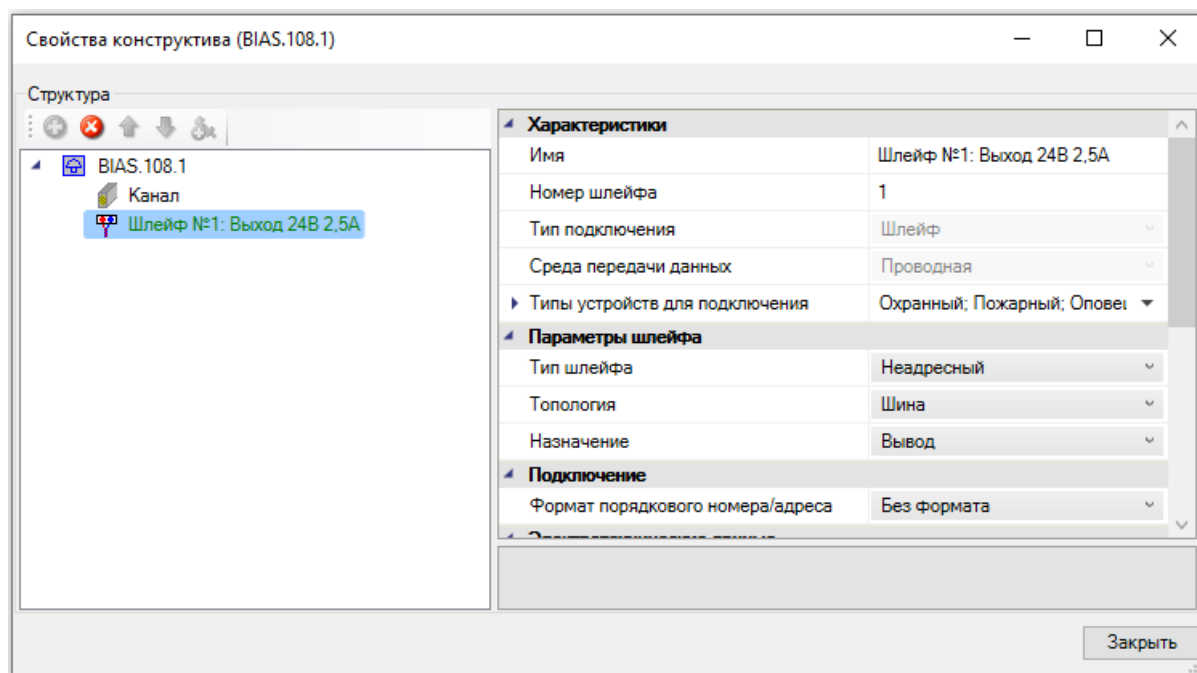 Свойства конструктива (BIAS.108.1)
Структура
BIAS.108.1
Канал
Шлейф №1: Выход 24В 2,5А
Характеристики
Имя Шлейф №1: Выход 24В 2,5А
Номер шлейфа 1
Тип подключения Шлейф
Среда передачи данных Проводная
Типы устройств для подключения Охранный; Пожарный;
Параметры шлейфа
Тип шлейфа Неадресный
Топология Шина
Назначение Вывод
Подключение
Формат порядкового номера/адреса Без формата
Закрыть